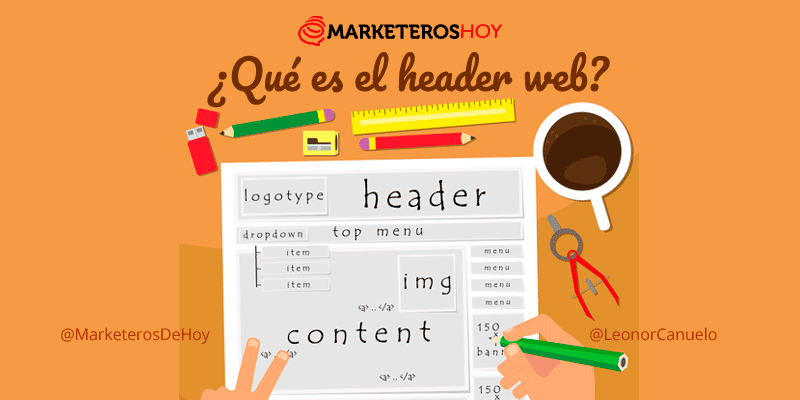 MARKETEROSHOY
¿Qué es el header web?
logotype
header
dropdown
top menu
item
item
item
img
menu
menu
menu
menu
<p> .. </a>
content
<p> .. </a>
<p> .. </a>
150
x
bann
150
x
@MarketerosDeHoy
@LeonorCanuelo